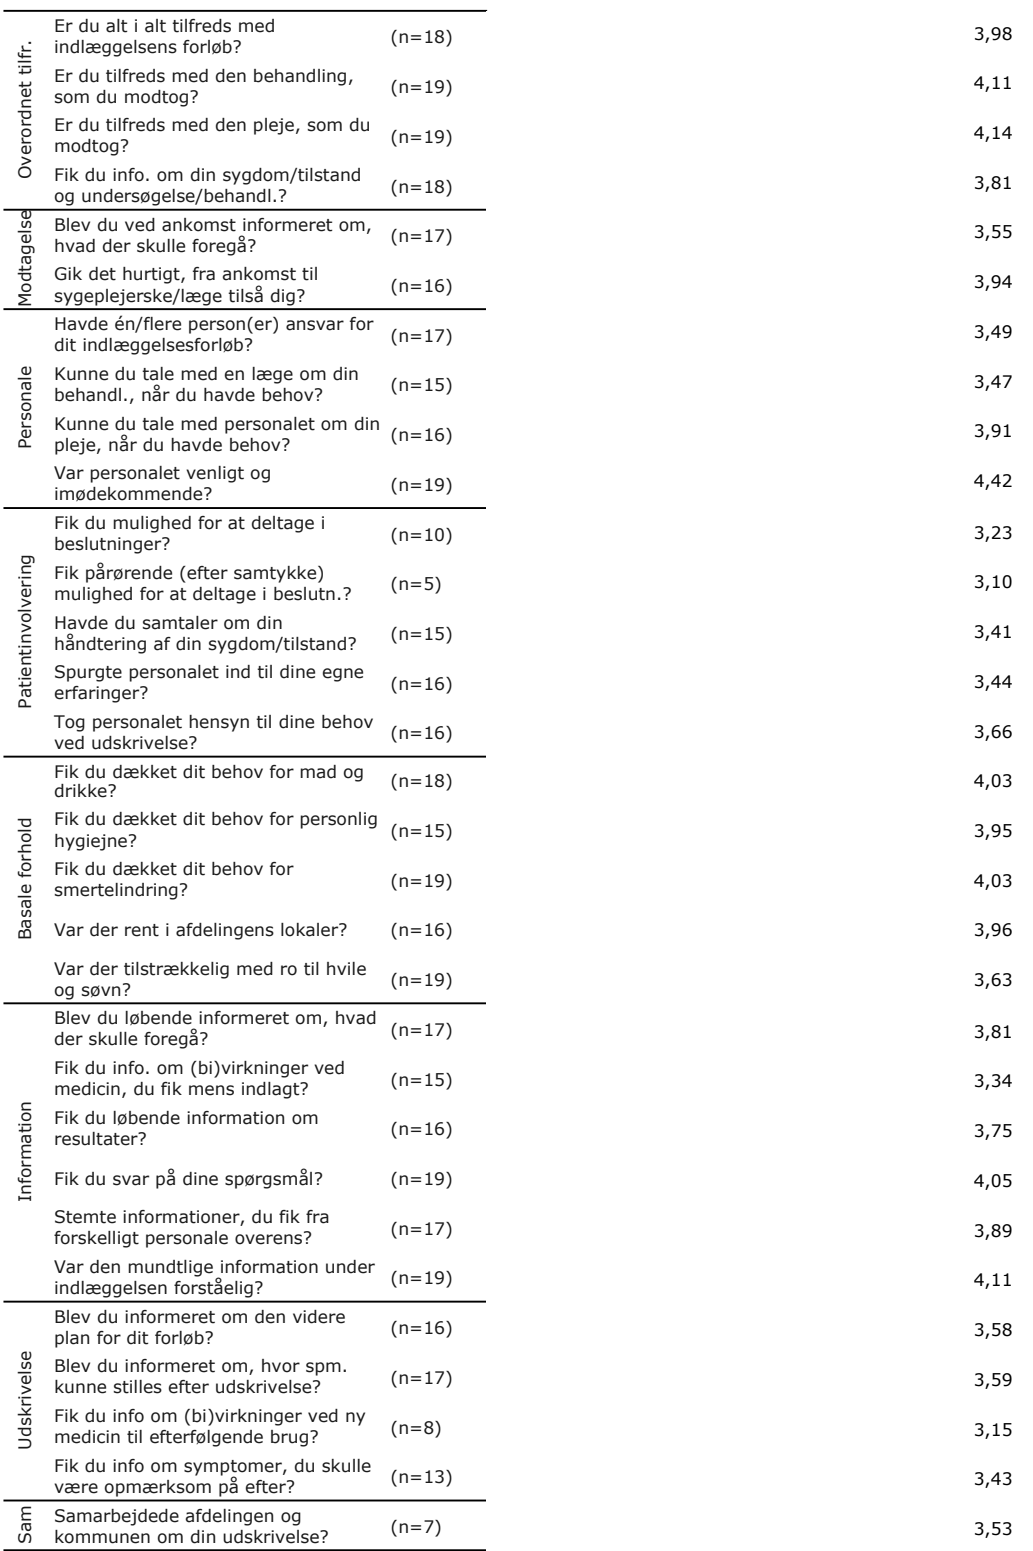 Overordnet tilfr.
Er du alt i alt tilfreds med
indlæggelsens forløb? (n=18) 3,98
Er du tilfreds med den behandling,
som du modtog? (n=19) 4,11
Er du tilfreds med den pleje, som du
modtog? (n=19) 4,14
Fik du info. om din sygdom/tilstand
og undersøgelse/behandl.? (n=18) 3,81
Modtagelse
Blev du ved ankomst informeret om,
hvad der skulle foregå? (n=17) 3,55
Gik det hurtigt, fra ankomst til
sygeplejerske/læge tilså dig? (n=16) 3,94
Personale
Havde én/flere person(er) ansvar for
dit indlæggelsesforløb? (n=17) 3,49
Kunne du tale med en læge om din
behandl., når du havde behov? (n=15) 3,47
Kunne du tale med personalet om din
pleje, når du havde behov? (n=16) 3,91
Var personalet venligt og
imødekommende? (n=19) 4,42
Patientinvolvering
Fik du mulighed for at deltage i
beslutninger? (n=10) 3,23
Fik pårørende (efter samtykke)
mulighed for at deltage i beslutn.? (n=5) 3,10
Havde du samtaler om din
håndtering af din sygdom/tilstand? (n=15) 3,41
Spurgte personalet ind til dine egne
erfaringer? (n=16) 3,44
Tog personalet hensyn til dine behov
ved udskrivelse? (n=16) 3,66
Basale forhold
Fik du dækket dit behov for mad og
drikke? (n=18) 4,03
Fik du dækket dit behov for personlig
hygiejne? (n=15) 3,95
Fik du dækket dit behov for
smertelindring? (n=19) 4,03
Var der rent i afdelingens lokaler? (n=16) 3,96
Var der tilstrækkelig med ro til hvile
og søvn? (n=19) 3,63
Information
Blev du løbende informeret om, hvad
der skulle foregå? (n=17) 3,81
Fik du info. om (bi)virkninger ved
medicin, du fik mens indlagt? (n=15) 3,34
Fik du løbende information om
resultater? (n=16) 3,75
Fik du svar på dine spørgsmål? (n=19) 4,05
Stemte informationer, du fik fra
forskelligt personale overens? (n=17) 3,89
Var den mundtlige information under
indlæggelsen forståelig? (n=19) 4,11
Udskrivelse
Blev du informeret om den videre
plan for dit forløb? (n=16) 3,58
Blev du informeret om, hvor spm.
kunne stilles efter udskrivelse? (n=17) 3,59
Fik du info om (bi)virkninger ved ny
medicin til efterfølgende brug? (n=8) 3,15
Fik du info om symptomer, du skulle
være opmærksom på efter? (n=13) 3,43
Sam
Samarbejdede afdelingen og
kommunen om din udskrivelse? (n=7) 3,53